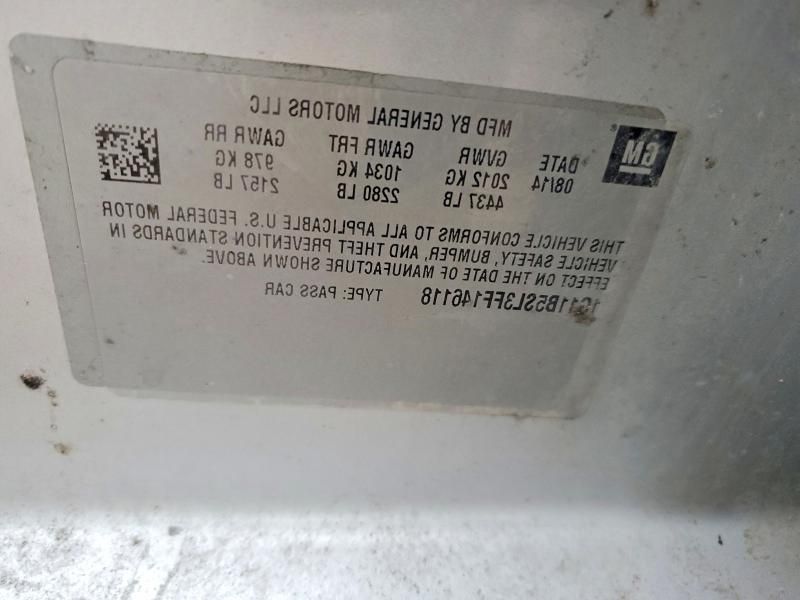 GM
MFD BY GENERAL MOTORS LLC
DATE GVWR GAWR FRT GAWR RR
08/14 2012 KG 1034 KG 978 KG
4437 LB 2280 LB 2157 LB
THIS VEHICLE CONFORMS TO ALL APPLICABLE U.S. FEDERAL MOTOR
VEHICLE SAFETY, BUMPER, AND THEFT PREVENTION STANDARDS IN
EFFECT ON THE DATE OF MANUFACTURE SHOWN ABOVE.
1G11B5SL3FF146118 TYPE: PASS CAR